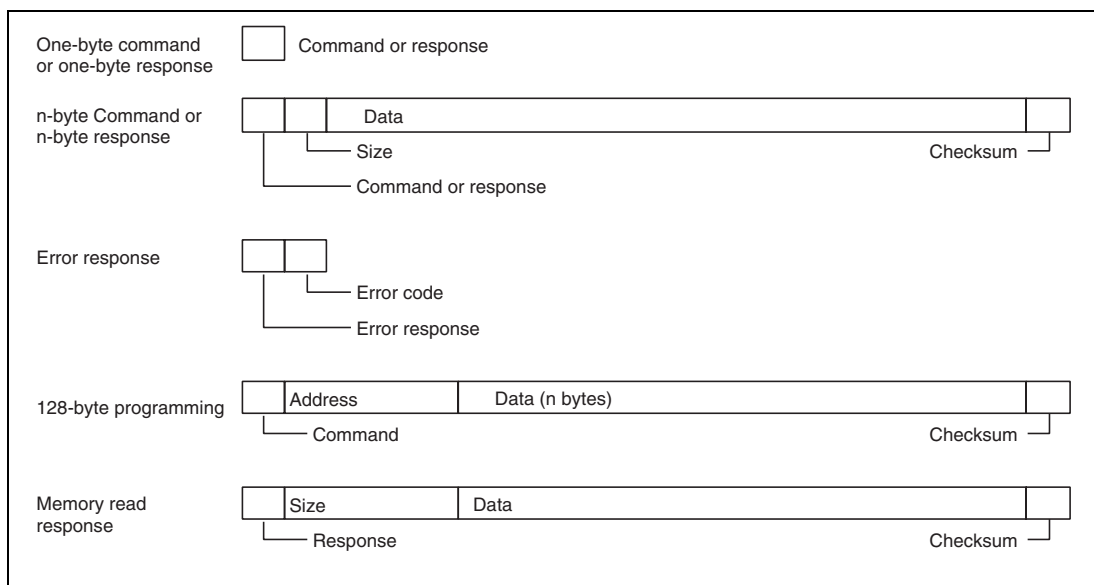 One-byte command
or one-byte response
Command or response
n-byte Command or
n-byte response
Data
Size
Checksum
Command or response
Error response
Error code
Error response
128-byte programming
Address
Data (n bytes)
Command
Checksum
Memory read
response
Size
Data
Response
Checksum